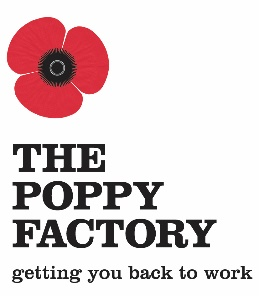 THE
POPPY
FACTORY
getting you back to work